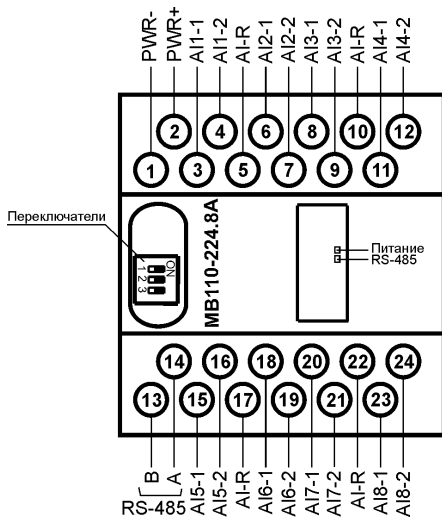 PWR-
PWR+
AI1-1
AI1-2
AI-R
AI2-1
AI2-2
AI3-1
AI3-2
AI-R
AI4-1
AI4-2
2
4
6
8
10
12
1
3
5
7
9
11
Переключатели
ON
1
2
3
МВ110-224.8А
Питание
RS-485
14
16
18
20
22
24
13
15
17
19
21
23
B
A
RS-485
AI5-1
AI5-2
AI-R
AI6-1
AI6-2
AI7-1
AI7-2
AI-R
AI8-1
AI8-2